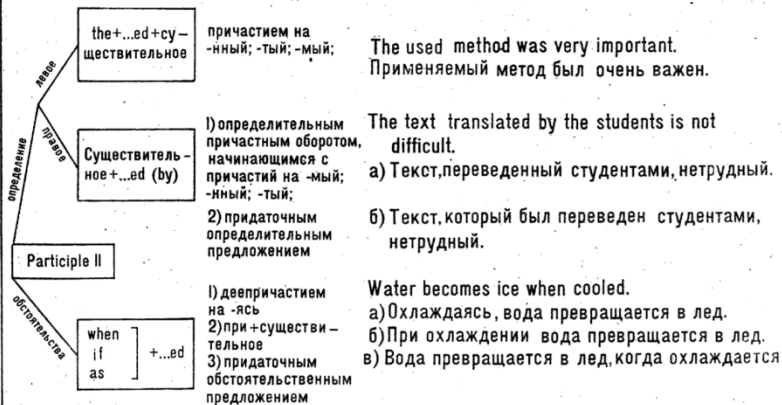 the+...ed+су-
ществительное
причастием на
-нный; -тый; -мый;
The used method was very important.
Применяемый метод был очень важен.
левое
определение
правое
Существитель-
ное+...ed (by)
1) определительным
причастным оборотом,
начинающимся с
причастий на -мый;
-нный; -тый;
2) придаточным
определительным
предложением
The text translated by the students is not
difficult.
а) Текст, переведенный студентами, нетрудный.
б) Текст, который был переведен студентами,
нетрудный.
Participle II
обстоятельства
when
if
as
+...ed
1) деепричастием
на -ясь
2) при+существи-
тельное
3) придаточным
обстоятельственным
предложением
Water becomes ice when cooled.
а) Охлаждаясь, вода превращается в лед.
б) При охлаждении вода превращается в лед.
в) Вода превращается в лед, когда охлаждается